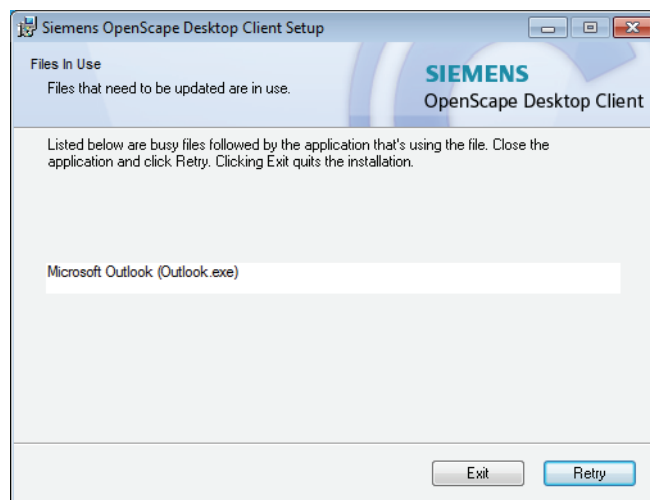 Siemens OpenScape Desktop Client Setup
Files In Use
Files that need to be updated are in use.
SIEMENS
OpenScape Desktop Client
Listed below are busy files followed by the application that's using the file. Close the
application and click Retry. Clicking Exit quits the installation.
Microsoft Outlook (Outlook.exe)
Exit
Retry